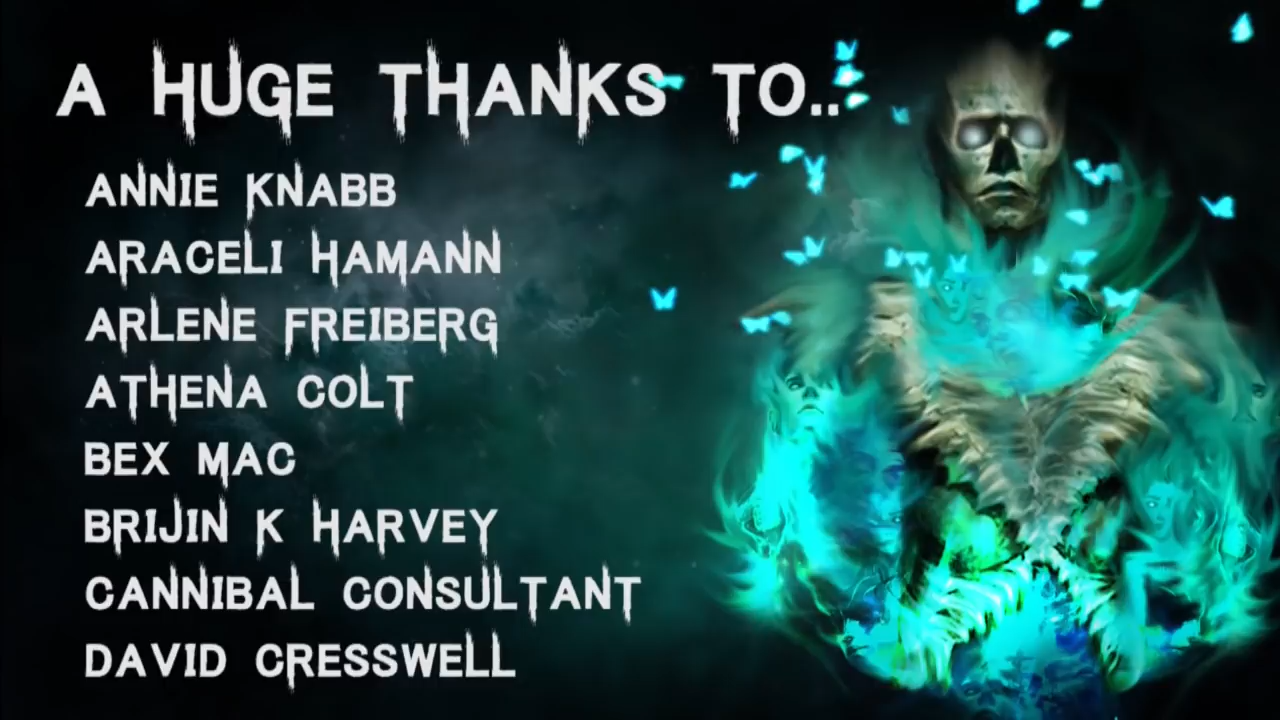 A HUGE THANKS TO..
ANNIE KNABB
ARACELI HAMANN
ARLENE FREIBERG
ATHENA COLT
BEX MAC
BRIJIN K HARVEY
CANNIBAL CONSULTANT
DAVID CRESSWELL